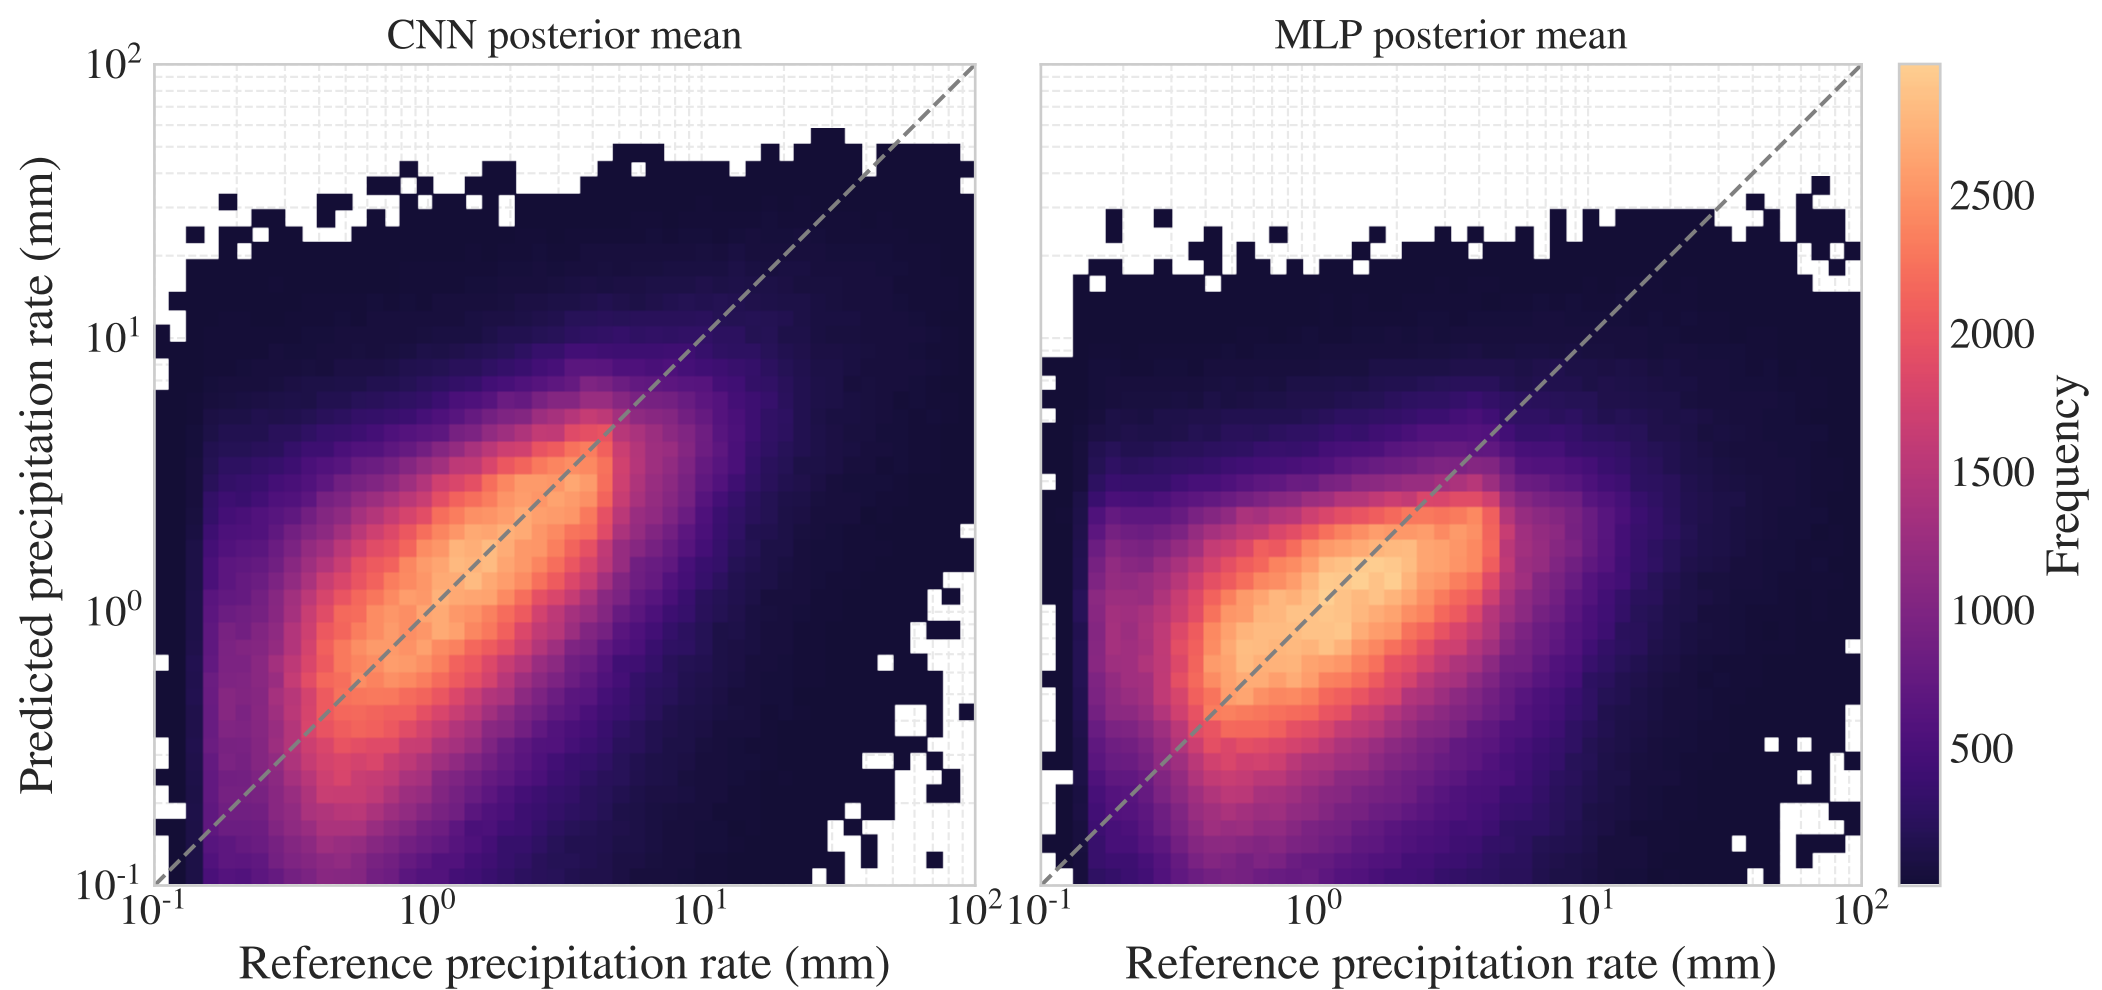 CNN posterior mean
MLP posterior mean
Predicted precipitation rate (mm)
10²
10¹
10⁰
10⁻¹
10⁻¹ 10⁰ 10¹ 10²
10⁻¹ 10⁰ 10¹ 10²
Reference precipitation rate (mm)
Reference precipitation rate (mm)
2500
2000
1500
1000
500
Frequency